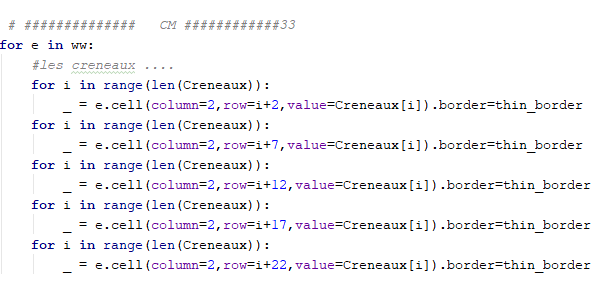 # ##############   CM ############33
for e in ww:
    #les creneaux ....
    for i in range(len(Creneaux)):
        _ = e.cell(column=2,row=i+2,value=Creneaux[i]).border=thin_border
    for i in range(len(Creneaux)):
        _ = e.cell(column=2,row=i+7,value=Creneaux[i]).border=thin_border
    for i in range(len(Creneaux)):
        _ = e.cell(column=2,row=i+12,value=Creneaux[i]).border=thin_border
    for i in range(len(Creneaux)):
        _ = e.cell(column=2,row=i+17,value=Creneaux[i]).border=thin_border
    for i in range(len(Creneaux)):
        _ = e.cell(column=2,row=i+22,value=Creneaux[i]).border=thin_border